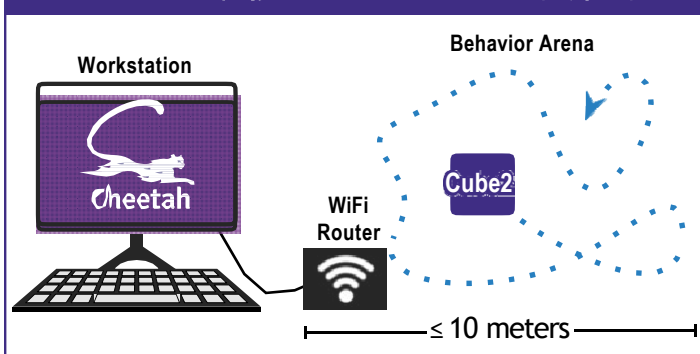 Behavior Arena
Workstation
Cheetah
Cube2
WiFi
Router
≤ 10 meters